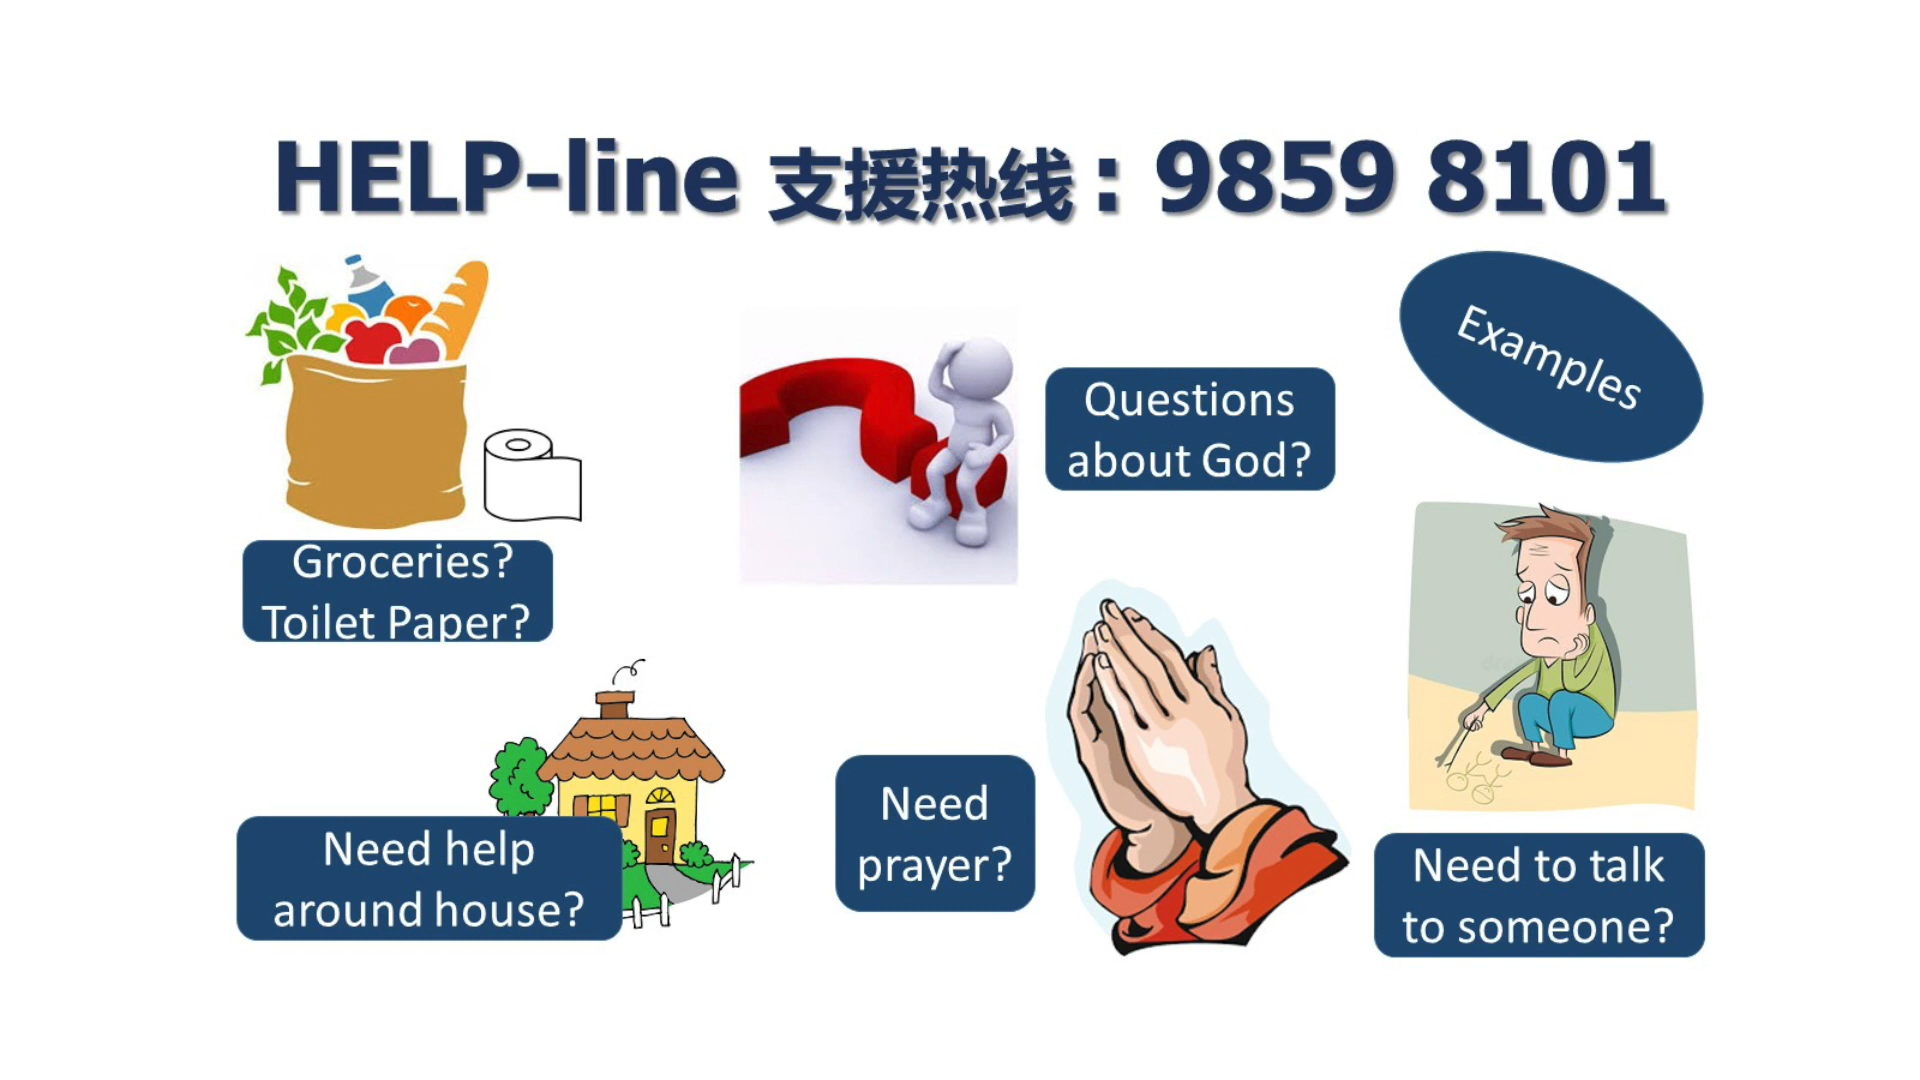 HELP-line 支援热线：9859 8101
Examples
Questions
about God?
Groceries?
Toilet Paper?
Need help
around house?
Need
prayer?
Need to talk
to someone?